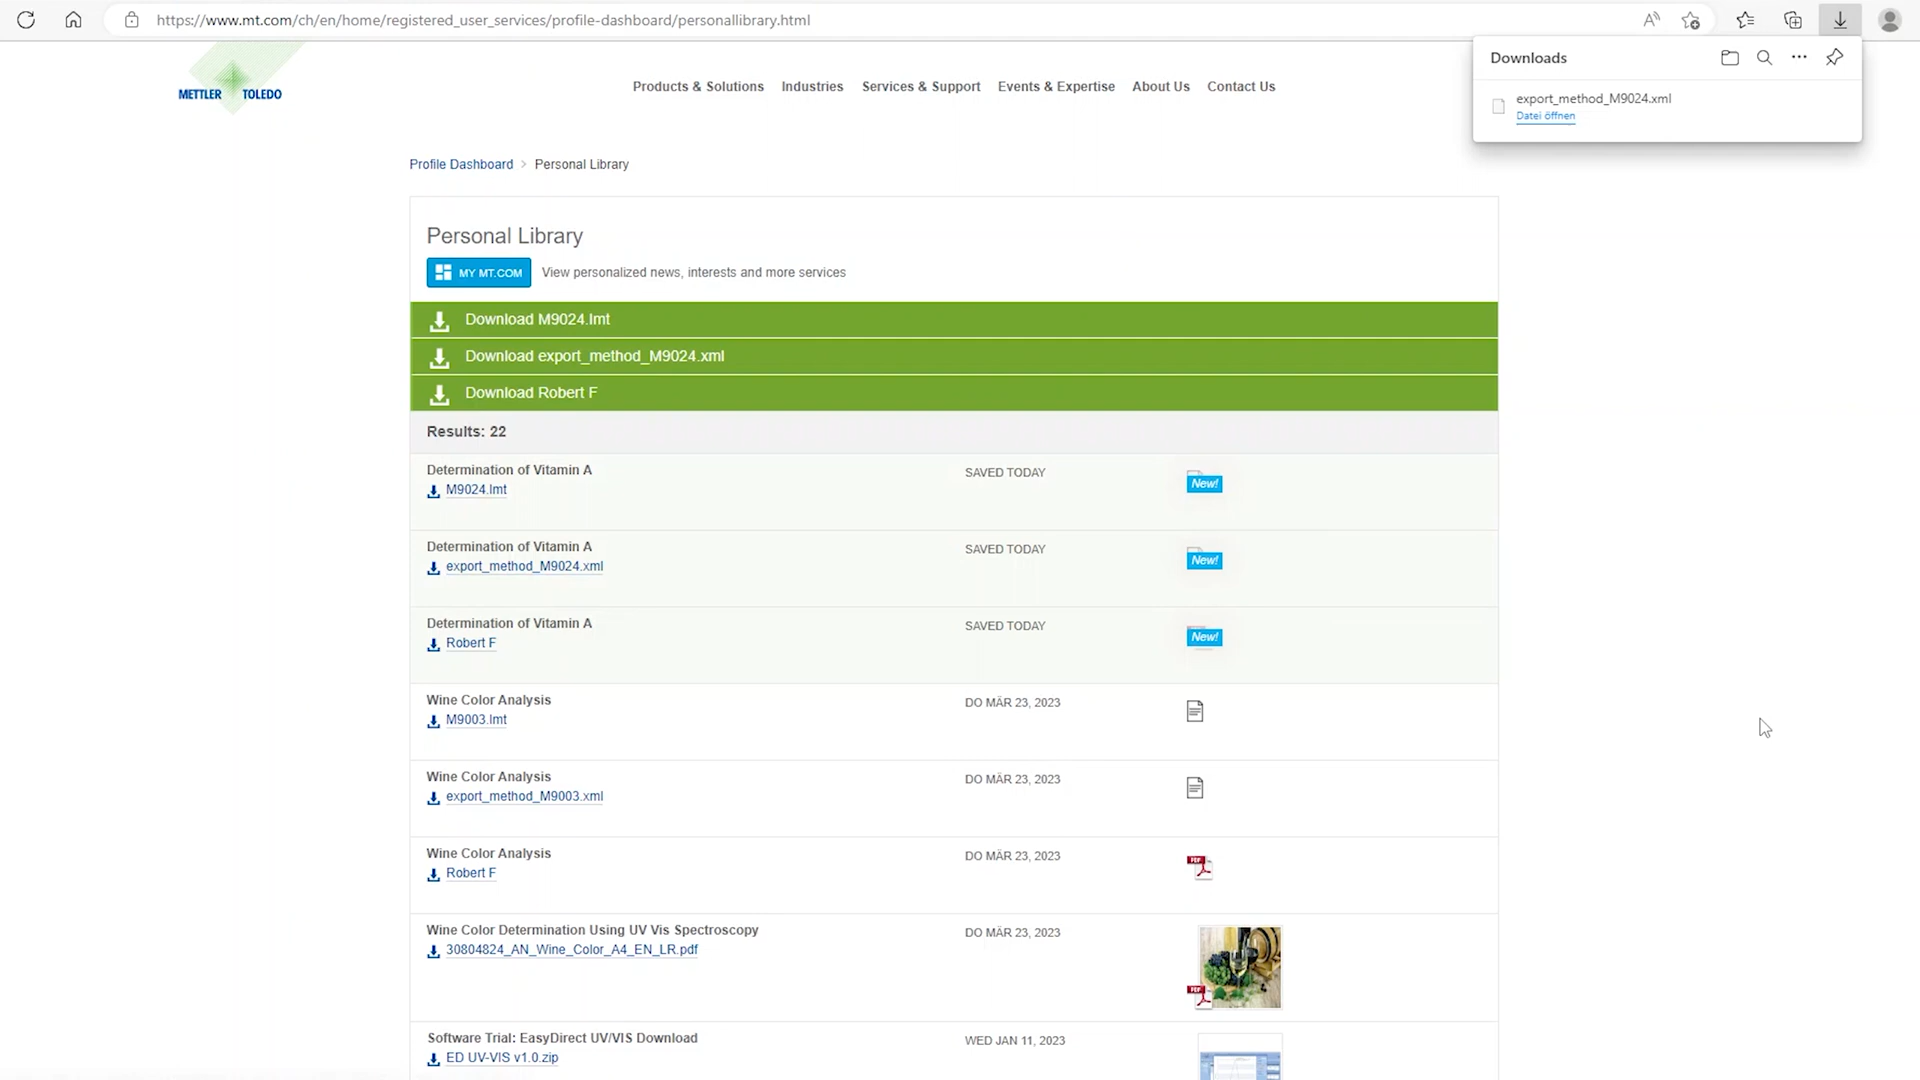 https://www.mt.com/ch/en/home/registered_user_services/profile-dashboard/personallibrary.html
Downloads
export_method_M9024.xml
Datei öffnen
METTLER TOLEDO
Products & Solutions Industries Services & Support Events & Expertise About Us Contact Us
Profile Dashboard > Personal Library
Personal Library
MY MT.COM View personalized news, interests and more services
Download M9024.lmt
Download export_method_M9024.xml
Download Robert F
Results: 22
Determination of Vitamin A SAVED TODAY New!
M9024.lmt
Determination of Vitamin A SAVED TODAY New!
export_method_M9024.xml
Determination of Vitamin A SAVED TODAY New!
Robert F
Wine Color Analysis DO MÄR 23, 2023
M9003.lmt
Wine Color Analysis DO MÄR 23, 2023
export_method_M9003.xml
Wine Color Analysis DO MÄR 23, 2023 PDF
Robert F
Wine Color Determination Using UV Vis Spectroscopy DO MÄR 23, 2023
30804824_AN_Wine_Color_A4_EN_LR.pdf
PDF
Software Trial: EasyDirect UV/VIS Download WED JAN 11, 2023
ED UV-VIS v1.0.zip